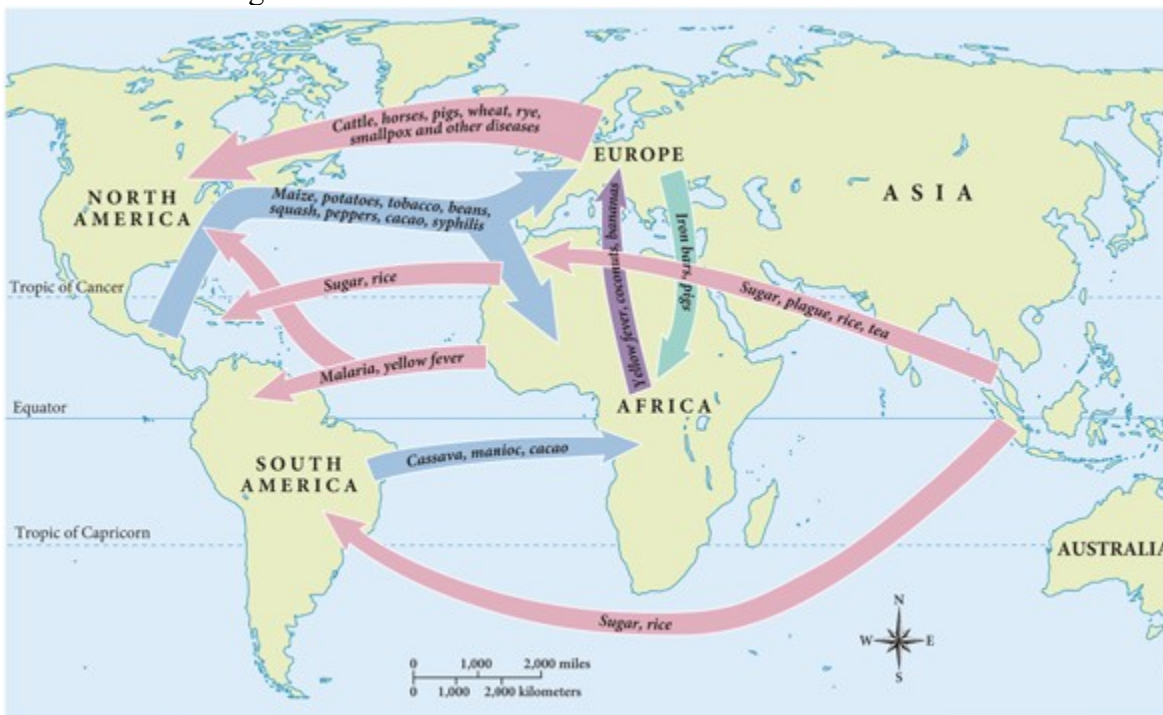 Cattle, horses, pigs, wheat, rye,
smallpox and other diseases
EUROPE
ASIA
NORTH
AMERICA
Maize, potatoes, tobacco, beans,
squash, peppers, cacao, syphilis
Yellow fever, coconuts, bananas
Iron bars, pigs
Tropic of Cancer
Sugar, rice
Sugar, plague, rice, tea
Malaria, yellow fever
Equator
AFRICA
Cassava, manioc, cacao
SOUTH
AMERICA
Tropic of Capricorn
AUSTRALIA
Sugar, rice
N
W
E
S
0 1,000 2,000 miles
0 1,000 2,000 kilometers